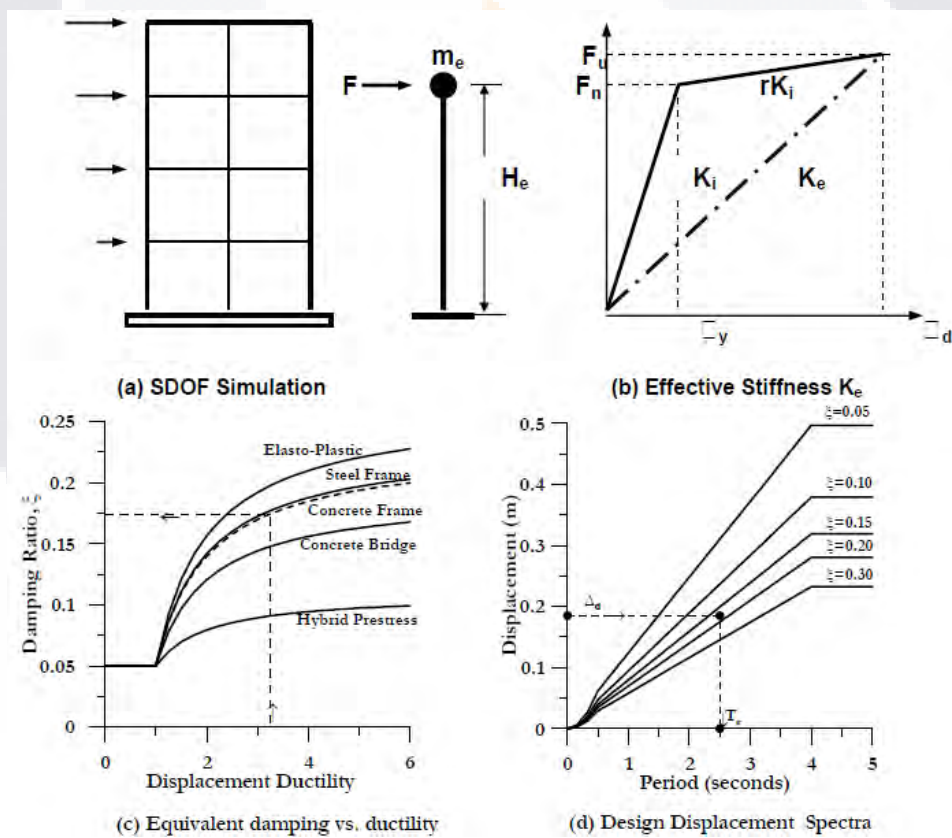 F
mₑ
Hₑ
(a) SDOF Simulation
Fᵤ
Fₙ
rKᵢ
Kᵢ
Kₑ
y
d
(b) Effective Stiffness Kₑ
0.25
0.2
0.15
0.1
0.05
0
Damping Ratio, ξ
Elasto-Plastic
Steel Frame
Concrete Frame
Concrete Bridge
Hybrid Prestress
0 2 4 6
Displacement Ductility
(c) Equivalent damping vs. ductility
0.5
0.4
0.3
0.2
0.1
0
Displacement (m)
ξ=0.05
ξ=0.10
ξ=0.15
ξ=0.20
ξ=0.30
Δd
Tₑ
0 1 2 3 4 5
Period (seconds)
(d) Design Displacement Spectra